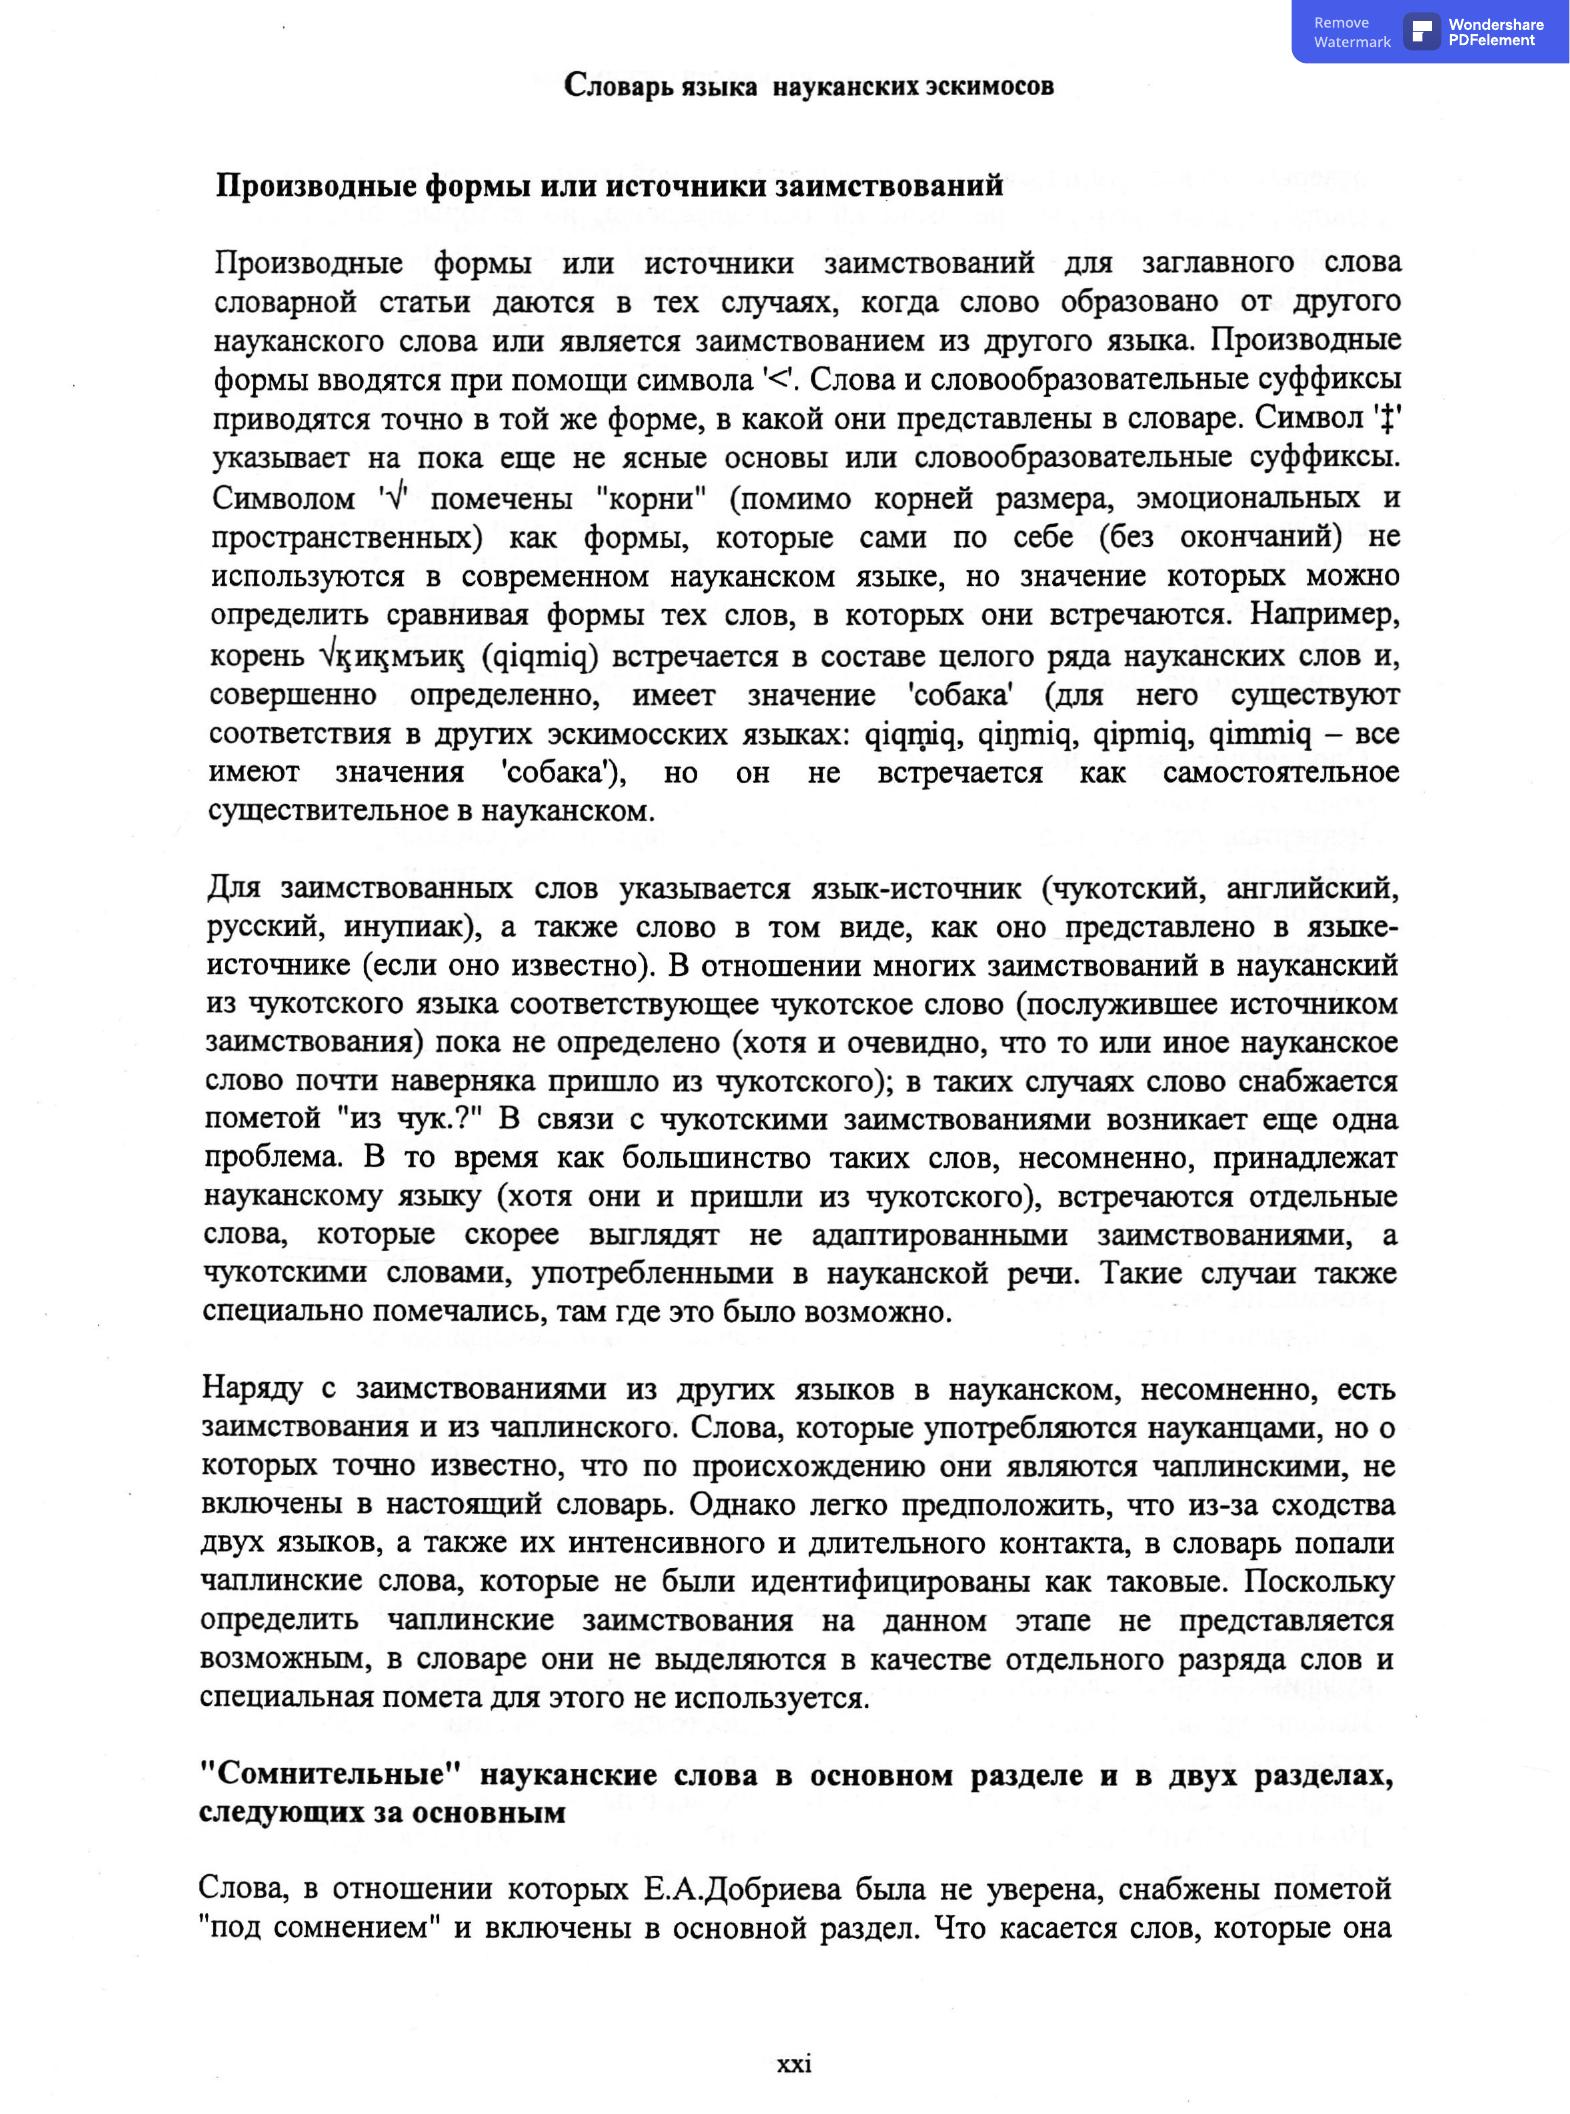 Remove
Watermark
Wondershare
PDFelement
Словарь языка науканских эскимосов
Производные формы или источники заимствований
Производные формы или источники заимствований для заглавного слова
словарной статьи даются в тех случаях, когда слово образовано от другого
науканского слова или является заимствованием из другого языка. Производные
формы вводятся при помощи символа '<'. Слова и словообразовательные суффиксы
приводятся точно в той же форме, в какой они представлены в словаре. Символ '‡'
указывает на пока еще не ясные основы или словообразовательные суффиксы.
Символом '√' помечены "корни" (помимо корней размера, эмоциональных и
пространственных) как формы, которые сами по себе (без окончаний) не
используются в современном науканском языке, но значение которых можно
определить сравнивая формы тех слов, в которых они встречаются. Например,
корень √ӄиӄмъиӄ (qiqmiq) встречается в составе целого ряда науканских слов и,
совершенно определенно, имеет значение 'собака' (для него существуют
соответствия в других эскимосских языках: qiqm̥iq, qiŋmiq, qipmiq, qimmiq – все
имеют значения 'собака'), но он не встречается как самостоятельное
существительное в науканском.
Для заимствованных слов указывается язык-источник (чукотский, английский,
русский, инупиак), а также слово в том виде, как оно представлено в языке-
источнике (если оно известно). В отношении многих заимствований в науканский
из чукотского языка соответствующее чукотское слово (послужившее источником
заимствования) пока не определено (хотя и очевидно, что то или иное науканское
слово почти наверняка пришло из чукотского); в таких случаях слово снабжается
пометой "из чук.?" В связи с чукотскими заимствованиями возникает еще одна
проблема. В то время как большинство таких слов, несомненно, принадлежат
науканскому языку (хотя они и пришли из чукотского), встречаются отдельные
слова, которые скорее выглядят не адаптированными заимствованиями, а
чукотскими словами, употребленными в науканской речи. Такие случаи также
специально помечались, там где это было возможно.
Наряду с заимствованиями из других языков в науканском, несомненно, есть
заимствования и из чаплинского. Слова, которые употребляются науканцами, но о
которых точно известно, что по происхождению они являются чаплинскими, не
включены в настоящий словарь. Однако легко предположить, что из-за сходства
двух языков, а также их интенсивного и длительного контакта, в словарь попали
чаплинские слова, которые не были идентифицированы как таковые. Поскольку
определить чаплинские заимствования на данном этапе не представляется
возможным, в словаре они не выделяются в качестве отдельного разряда слов и
специальная помета для этого не используется.
"Сомнительные" науканские слова в основном разделе и в двух разделах,
следующих за основным
Слова, в отношении которых Е.А.Добриева была не уверена, снабжены пометой
"под сомнением" и включены в основной раздел. Что касается слов, которые она
xxi